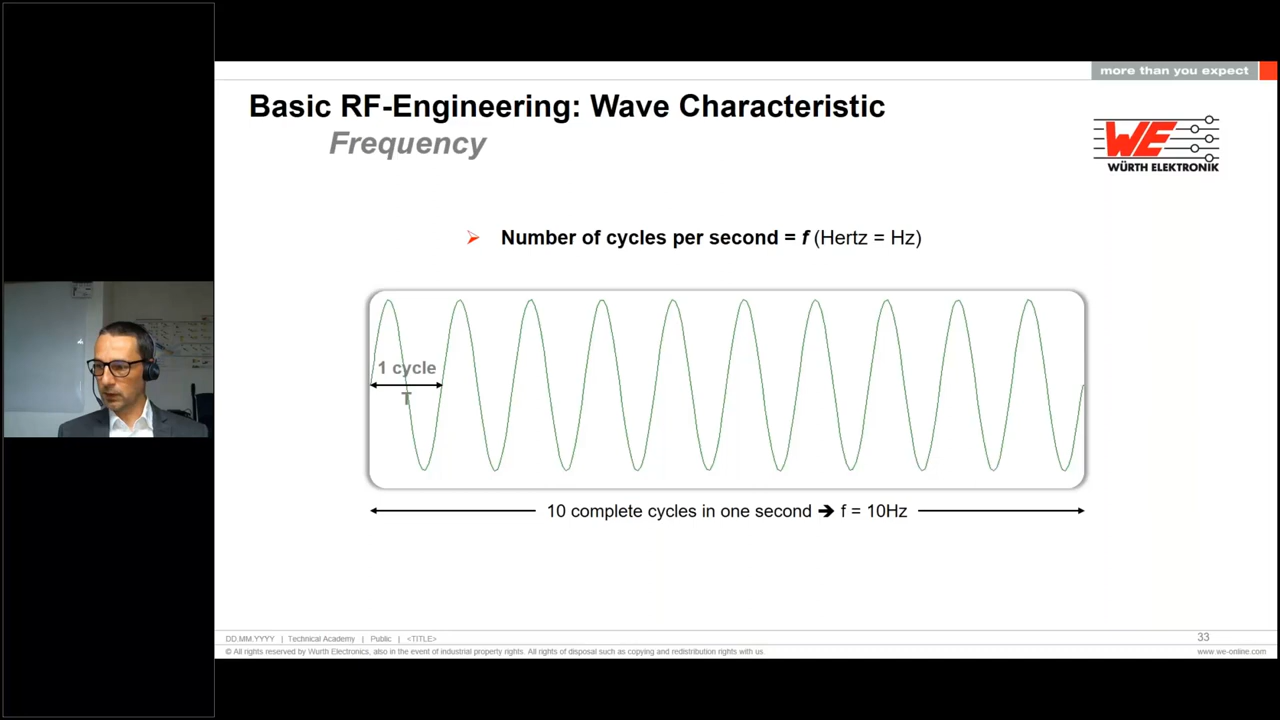 more than you expect
Basic RF-Engineering: Wave Characteristic
Frequency
WE
WÜRTH ELEKTRONIK
Number of cycles per second = f (Hertz = Hz)
1 cycle
T
10 complete cycles in one second ➔ f = 10Hz
DD.MM.YYYY | Technical Academy | Public | <TITLE>
33
© All rights reserved by Wurth Electronics, also in the event of industrial property rights. All rights of disposal such as copying and redistribution rights with us.
www.we-online.com